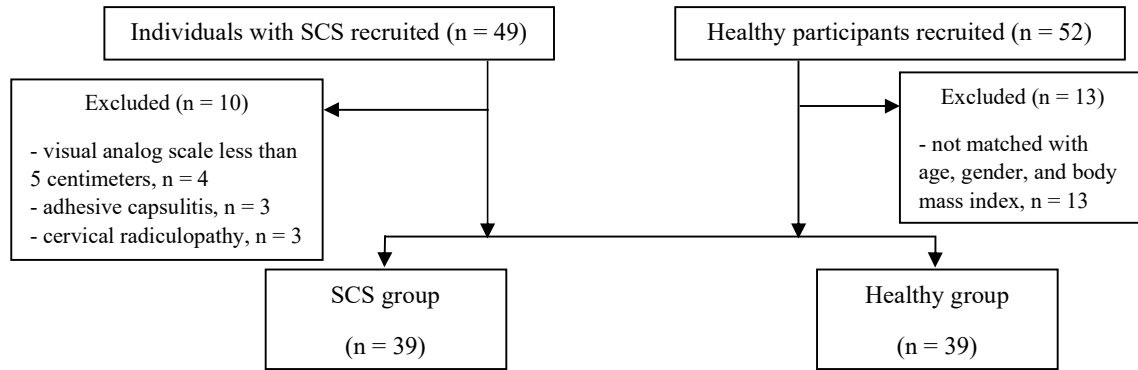 Individuals with SCS recruited (n = 49)
Healthy participants recruited (n = 52)
Excluded (n = 10)
- visual analog scale less than
5 centimeters, n = 4
- adhesive capsulitis, n = 3
- cervical radiculopathy, n = 3
Excluded (n = 13)
- not matched with
age, gender, and body
mass index, n = 13
SCS group
(n = 39)
Healthy group
(n = 39)